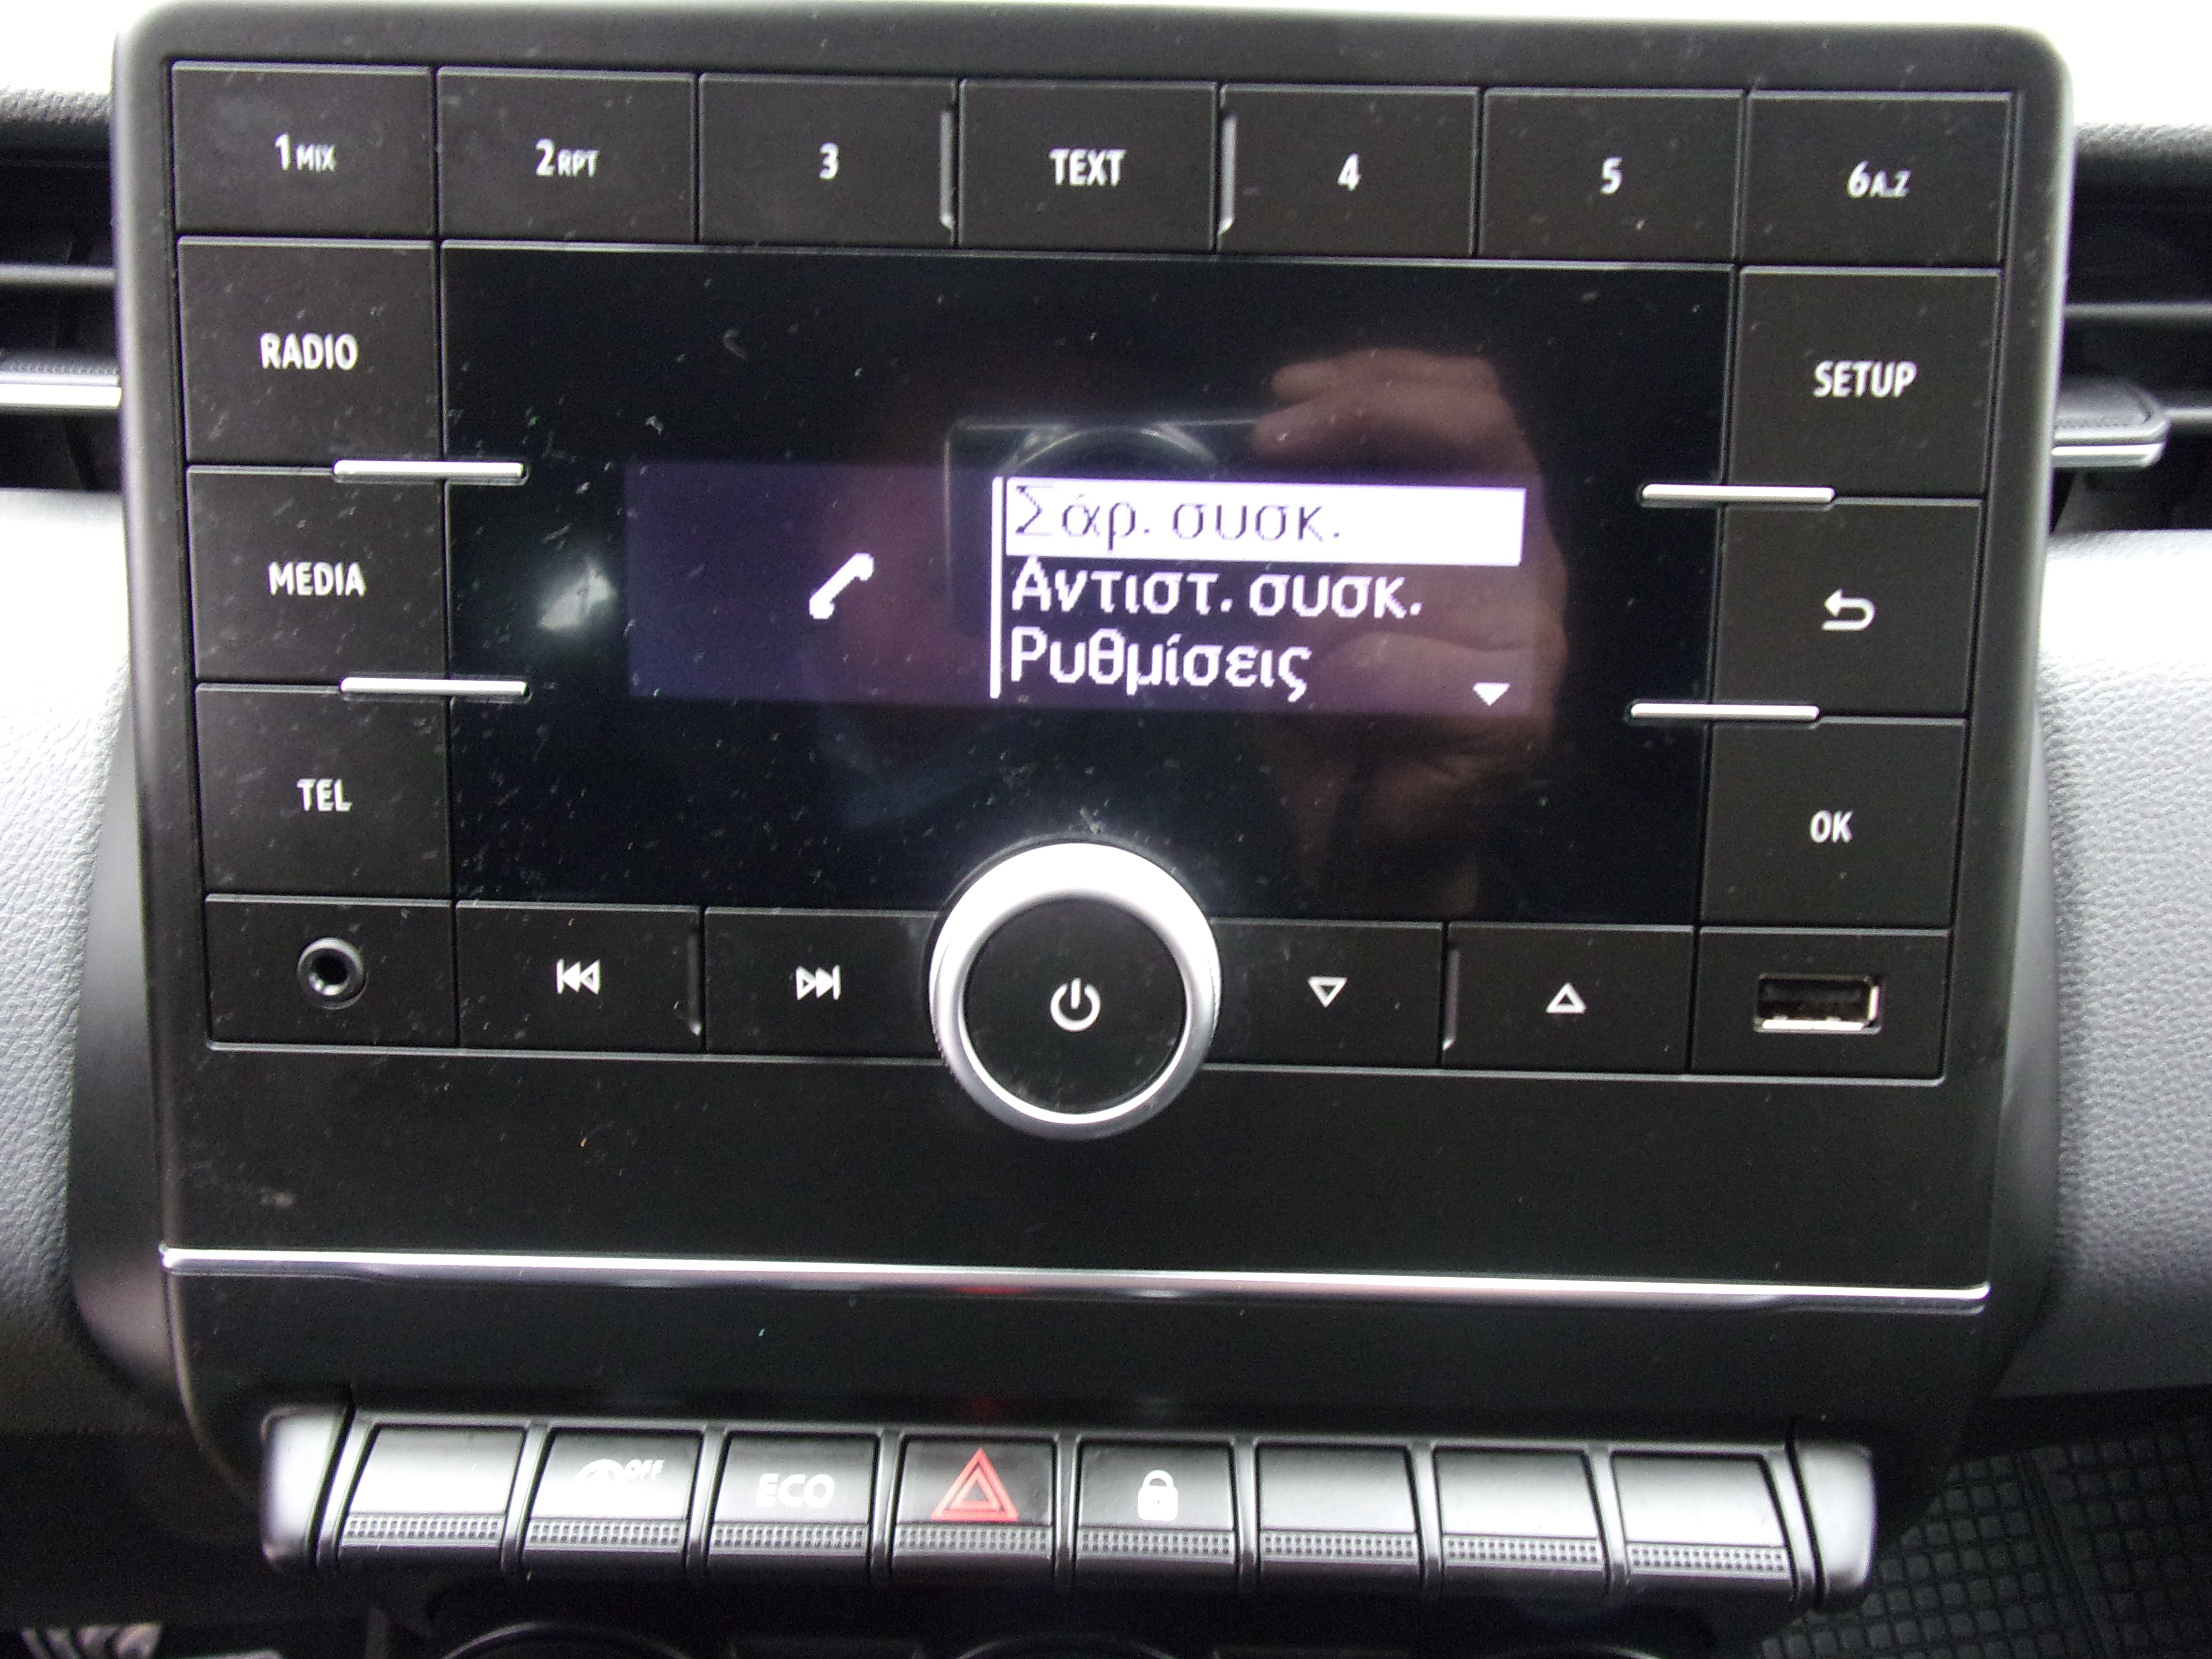 1 MIX
2 RPT
3
TEXT
4
5
6 A.Z
RADIO
SETUP
Σάρ. συσκ.
Αντιστ. συσκ.
Ρυθμίσεις
MEDIA
TEL
OK
OFF
ECO